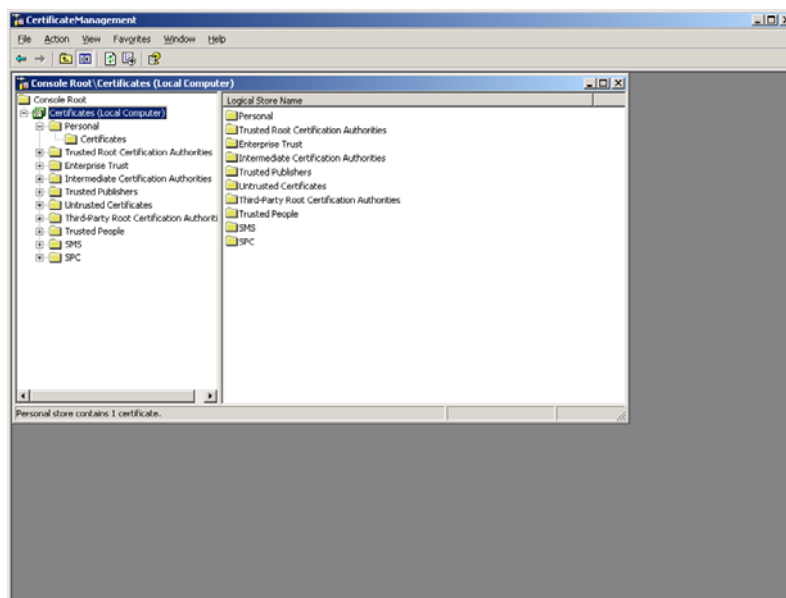 CertificateManagement
File Action View Favorites Window Help
Console Root\Certificates (Local Computer)
Console Root
Certificates (Local Computer)
Personal
Certificates
Trusted Root Certification Authorities
Enterprise Trust
Intermediate Certification Authorities
Trusted Publishers
Untrusted Certificates
Third-Party Root Certification Authoriti
Trusted People
SMS
SPC
Logical Store Name
Personal
Trusted Root Certification Authorities
Enterprise Trust
Intermediate Certification Authorities
Trusted Publishers
Untrusted Certificates
Third-Party Root Certification Authorities
Trusted People
SMS
SPC
Personal store contains 1 certificate.